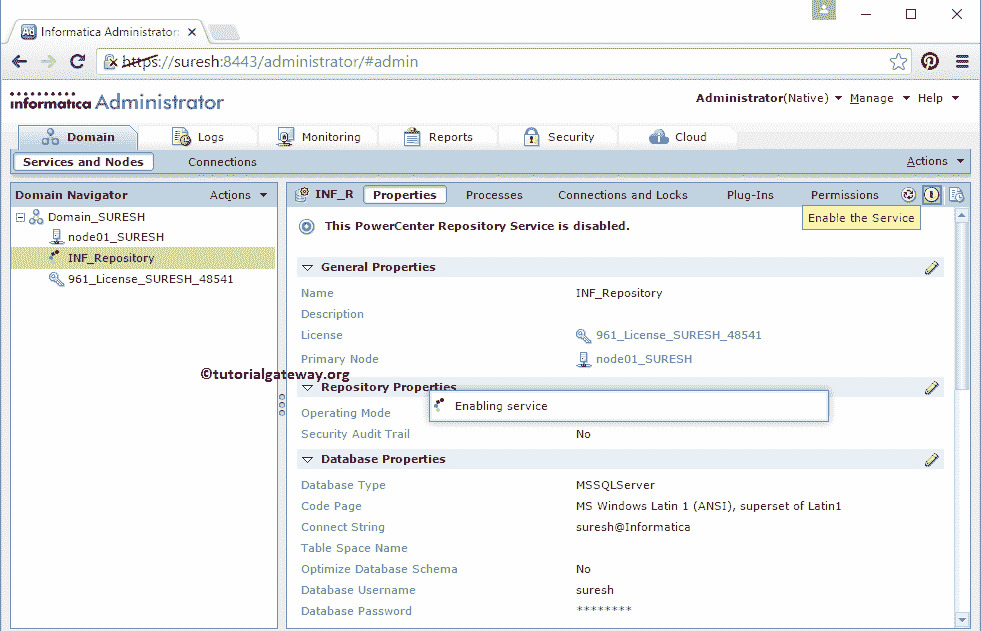 Informatica Administrator:
https://suresh:8443/administrator/#admin
informatica Administrator
Administrator(Native) Manage Help
Domain Logs Monitoring Reports Security Cloud
Services and Nodes Connections Actions
Domain Navigator Actions
INF_R Properties Processes Connections and Locks Plug-Ins Permissions
Enable the Service
Domain_SURESH
node01_SURESH
INF_Repository
961_License_SURESH_48541
This PowerCenter Repository Service is disabled.
General Properties
Name INF_Repository
Description
License 961_License_SURESH_48541
Primary Node node01_SURESH
©tutorialgateway.org
Repository Properties
Enabling service
Operating Mode
Security Audit Trail No
Database Properties
Database Type MSSQLServer
Code Page MS Windows Latin 1 (ANSI), superset of Latin1
Connect String suresh@Informatica
Table Space Name
Optimize Database Schema No
Database Username suresh
Database Password ********